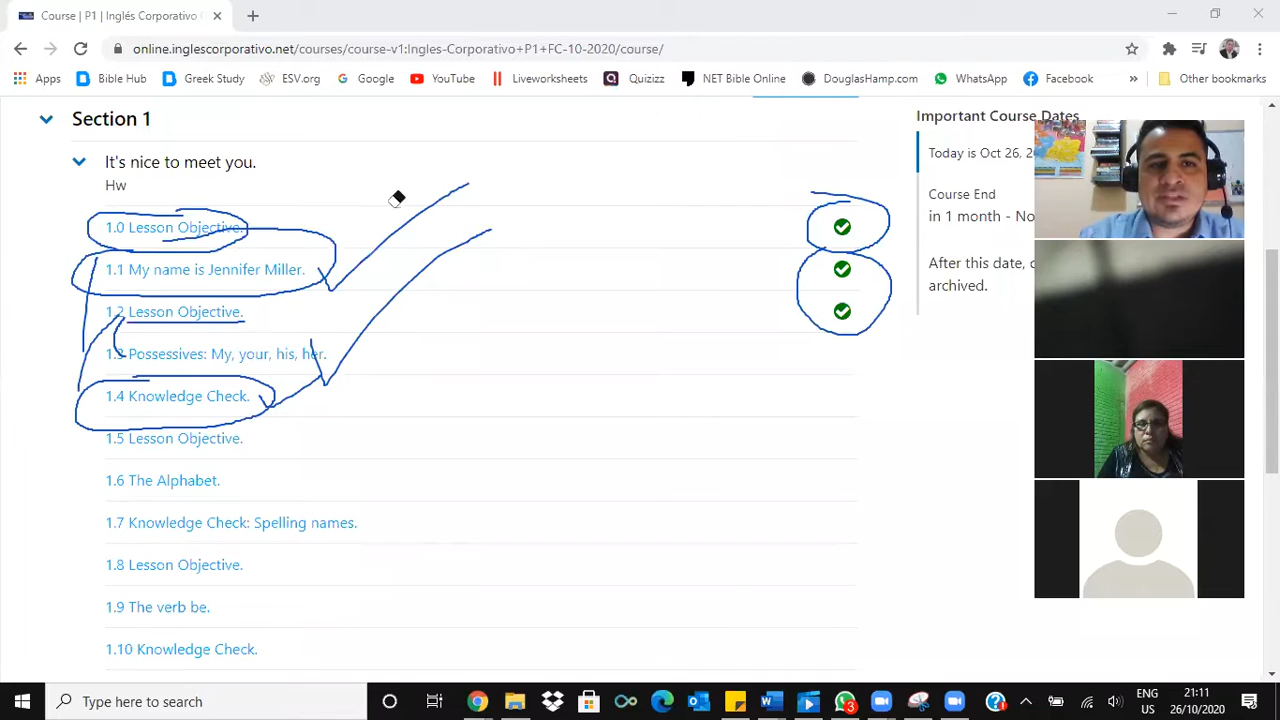 Course | P1 | Inglés Corporativo
online.inglescorporativo.net/courses/course-v1:Ingles-Corporativo+P1+FC-10-2020/course/
Apps Bible Hub Greek Study ESV.org Google YouTube Liveworksheets Quizizz NET Bible Online DouglasHamp.com WhatsApp Facebook » Other bookmarks
Section 1
It's nice to meet you.
Hw
1.0 Lesson Objective.
1.1 My name is Jennifer Miller.
1.2 Lesson Objective.
1.3 Possessives: My, your, his, her.
1.4 Knowledge Check.
1.5 Lesson Objective.
1.6 The Alphabet.
1.7 Knowledge Check: Spelling names.
1.8 Lesson Objective.
1.9 The verb be.
1.10 Knowledge Check.
Important Course Dates
Today is Oct 26, 2
Course End
in 1 month - No
After this date, c
archived.
Type here to search
3
ENG
US
21:11
26/10/2020